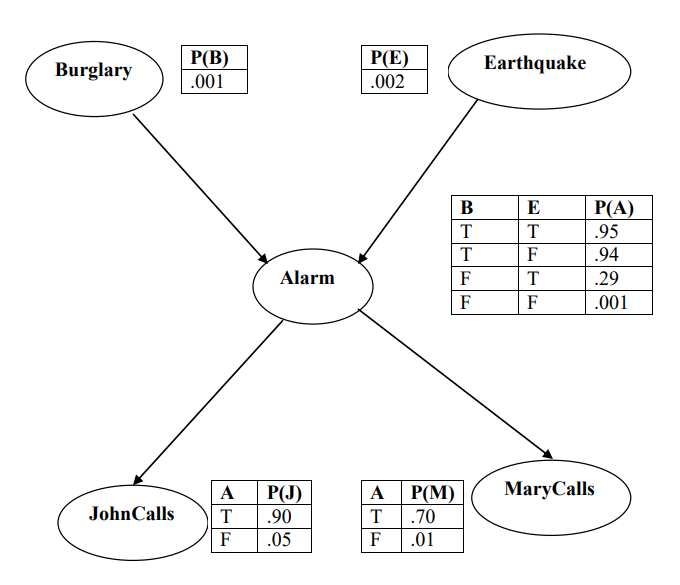 Burglary
P(B)
.001
P(E)
.002
Earthquake
B E P(A)
T T .95
T F .94
F T .29
F F .001
Alarm
JohnCalls
A P(J)
T .90
F .05
A P(M)
T .70
F .01
MaryCalls